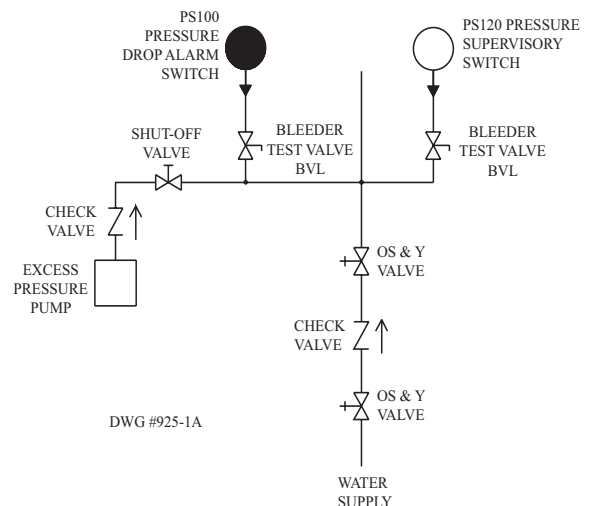 PS100
PRESSURE
DROP ALARM
SWITCH
PS120 PRESSURE
SUPERVISORY
SWITCH
SHUT-OFF
VALVE
BLEEDER
TEST VALVE
BVL
BLEEDER
TEST VALVE
BVL
CHECK
VALVE
EXCESS
PRESSURE
PUMP
OS & Y
VALVE
CHECK
VALVE
OS & Y
VALVE
DWG #925-1A
WATER
SUPPLY